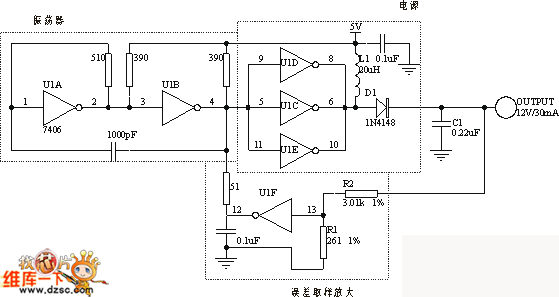 振荡器
电源
5V
510
390
390
0.1uF
L1
20uH
U1A
U1B
U1D
9
8
1
2
3
4
7406
1000pF
5
U1C
6
D1
1N4148
11
U1E
10
C1
0.22uF
OUTPUT
12V/30mA
51
U1F
12
13
R2
3.01k 1%
R1
261 1%
0.1uF
误差取样放大
维库一下
www.dzsc.com